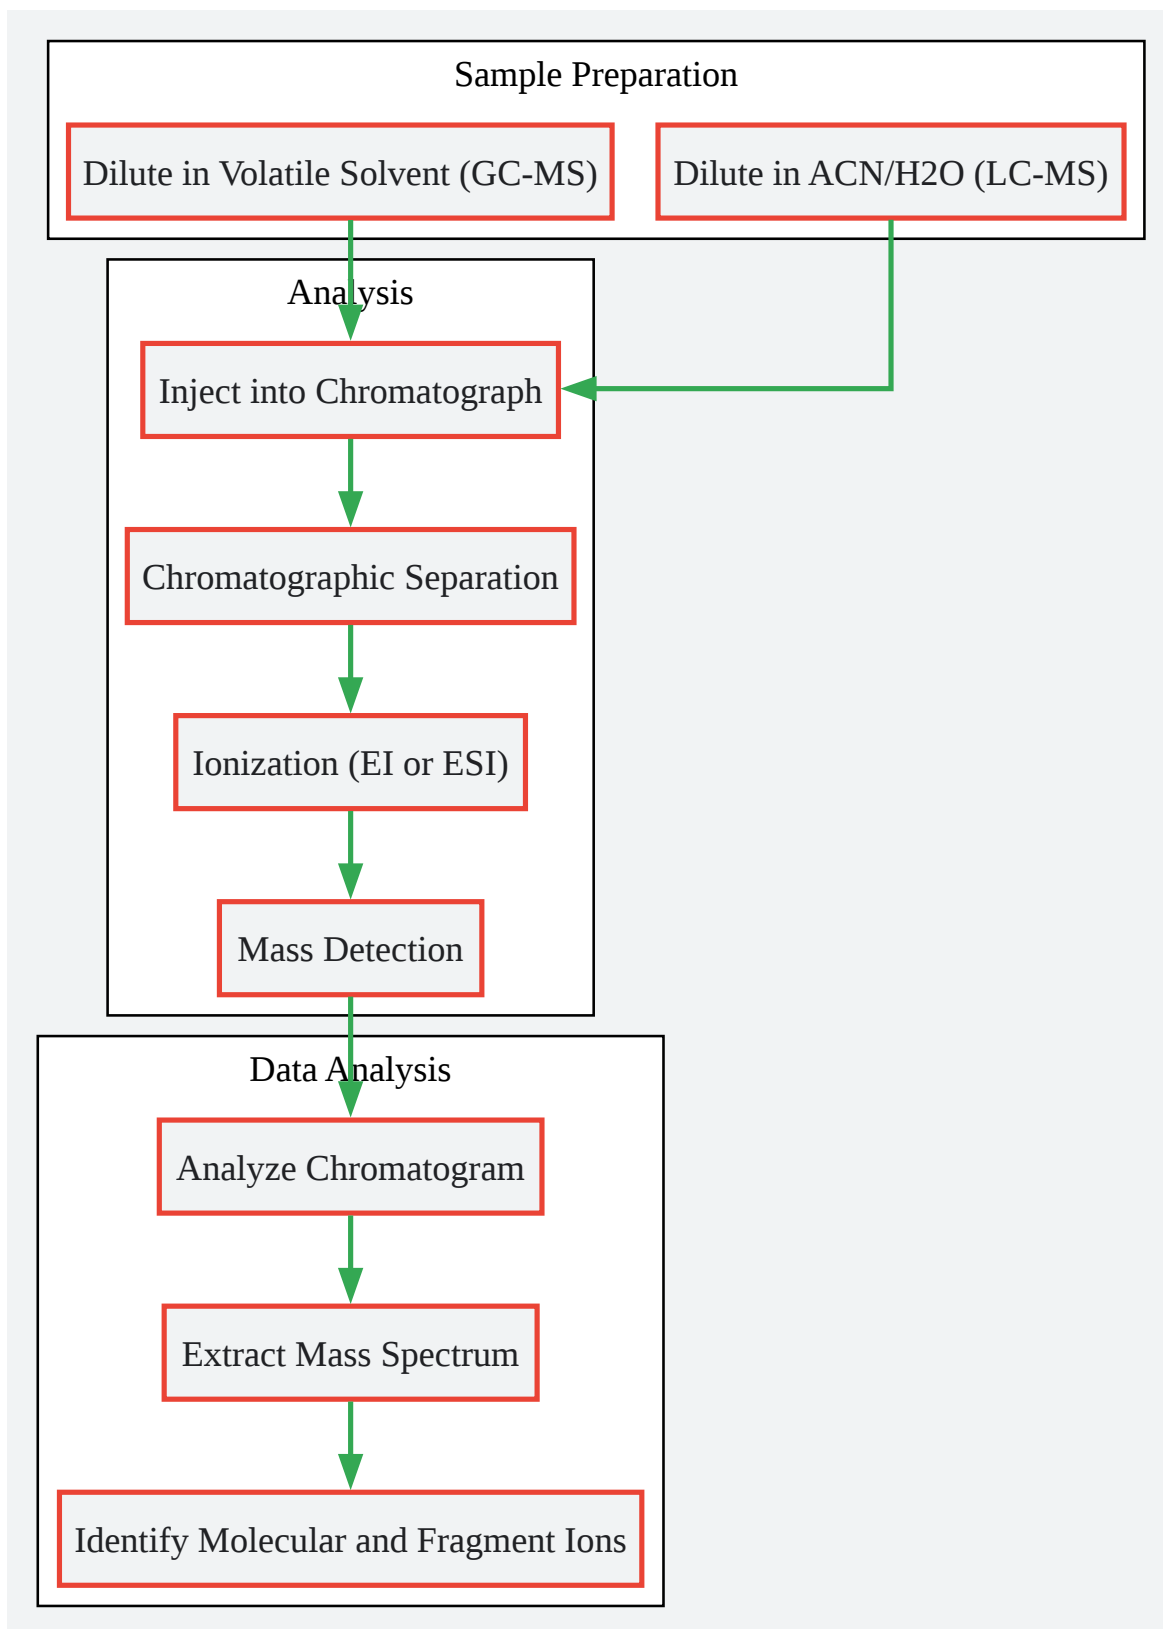 Sample Preparation
Dilute in Volatile Solvent (GC-MS)
Dilute in ACN/H2O (LC-MS)
Analysis
Inject into Chromatograph
Chromatographic Separation
Ionization (EI or ESI)
Mass Detection
Data Analysis
Analyze Chromatogram
Extract Mass Spectrum
Identify Molecular and Fragment Ions